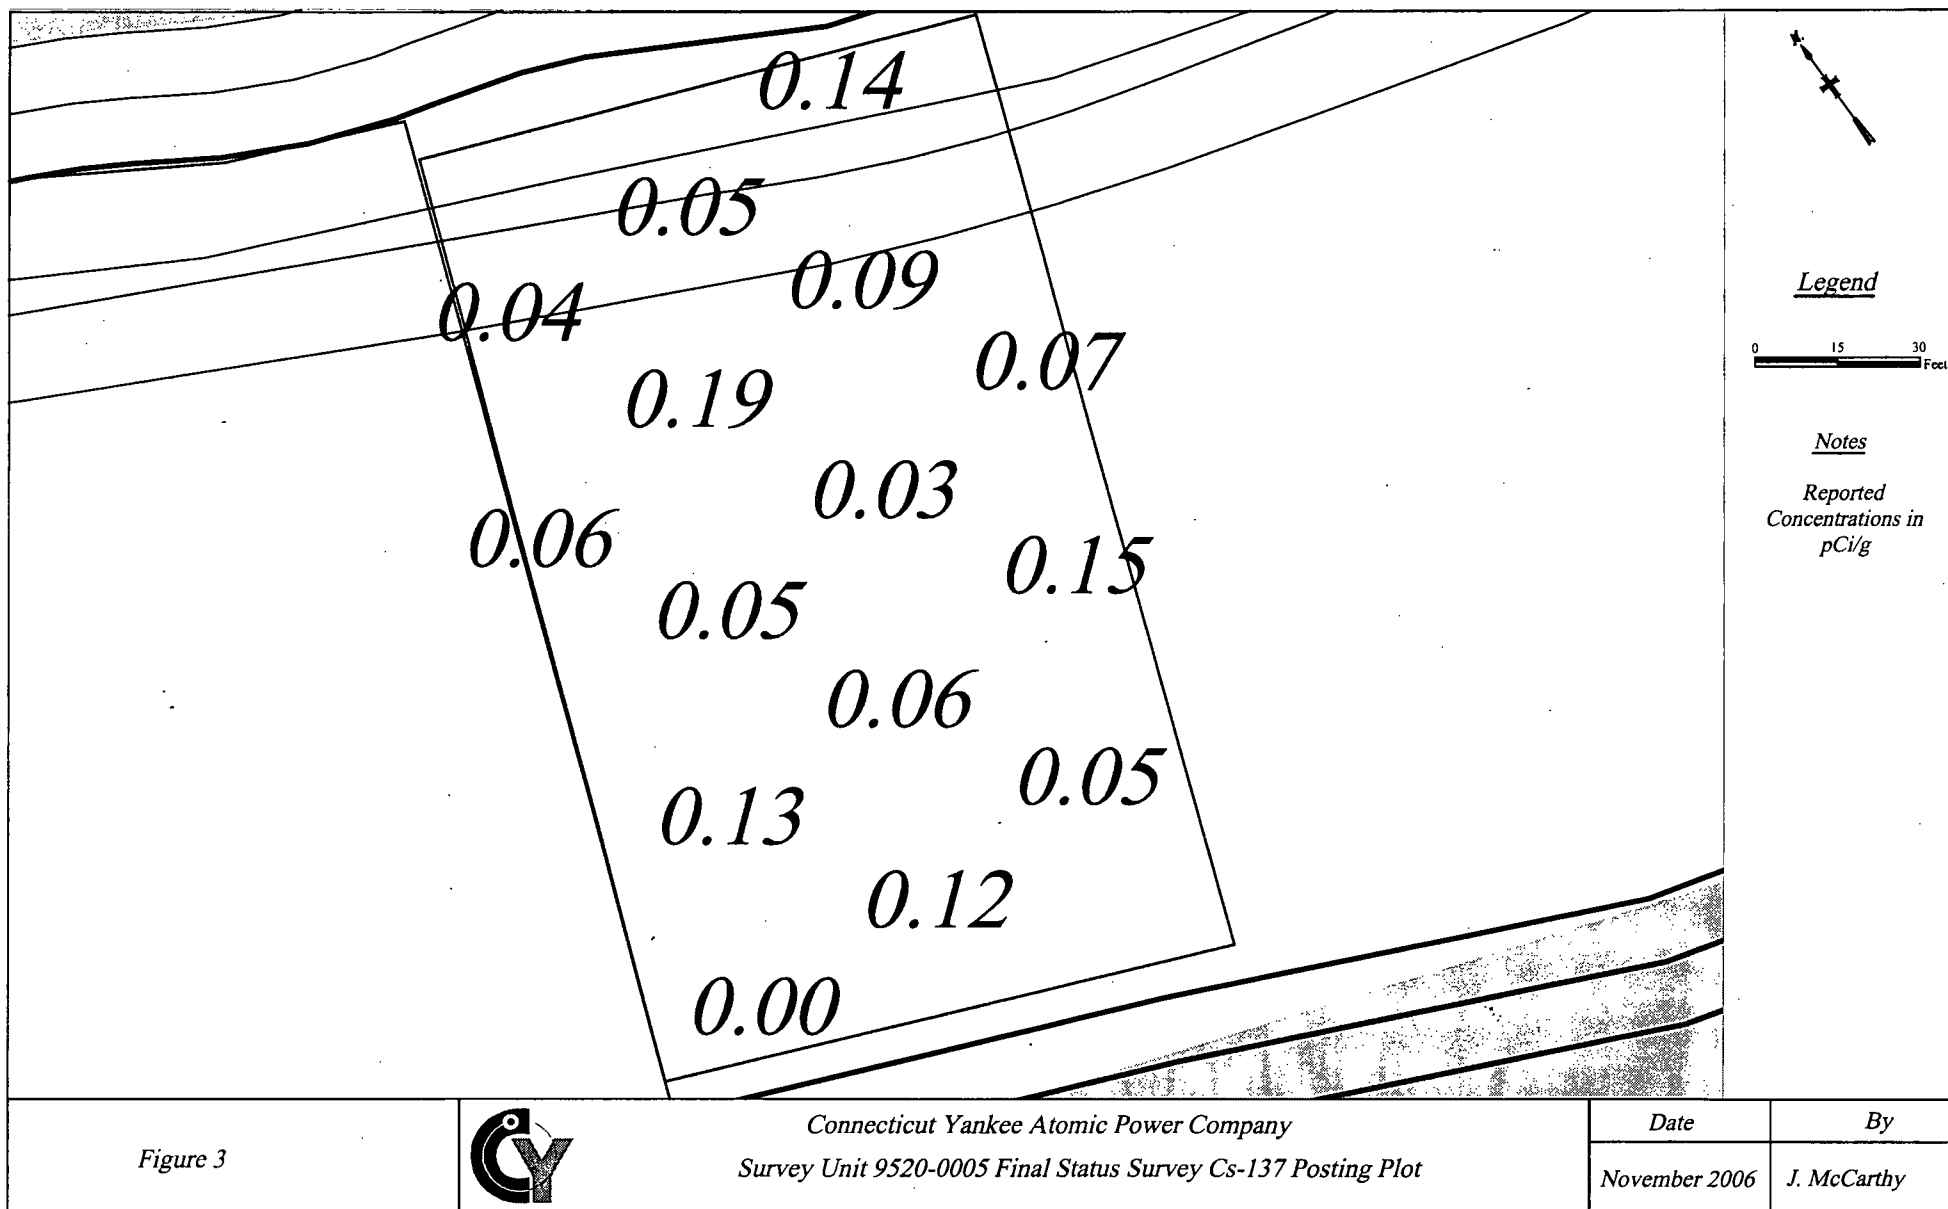 0.14
0.05
0.09
0.04
0.07
0.19
0.03
0.06
0.15
0.05
0.06
0.05
0.13
0.12
0.00
N
Legend
0 15 30
Feet
Notes
Reported
Concentrations in
pCi/g
Figure 3
CY
Connecticut Yankee Atomic Power Company
Survey Unit 9520-0005 Final Status Survey Cs-137 Posting Plot
Date
By
November 2006
J. McCarthy